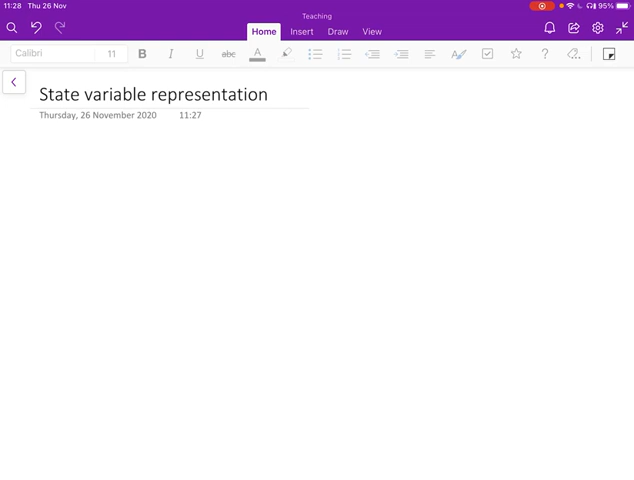 11:28 Thu 26 Nov 95%
Teaching
Home Insert Draw View
Calibri 11 B I U abc A A ?
State variable representation
Thursday, 26 November 2020 11:27